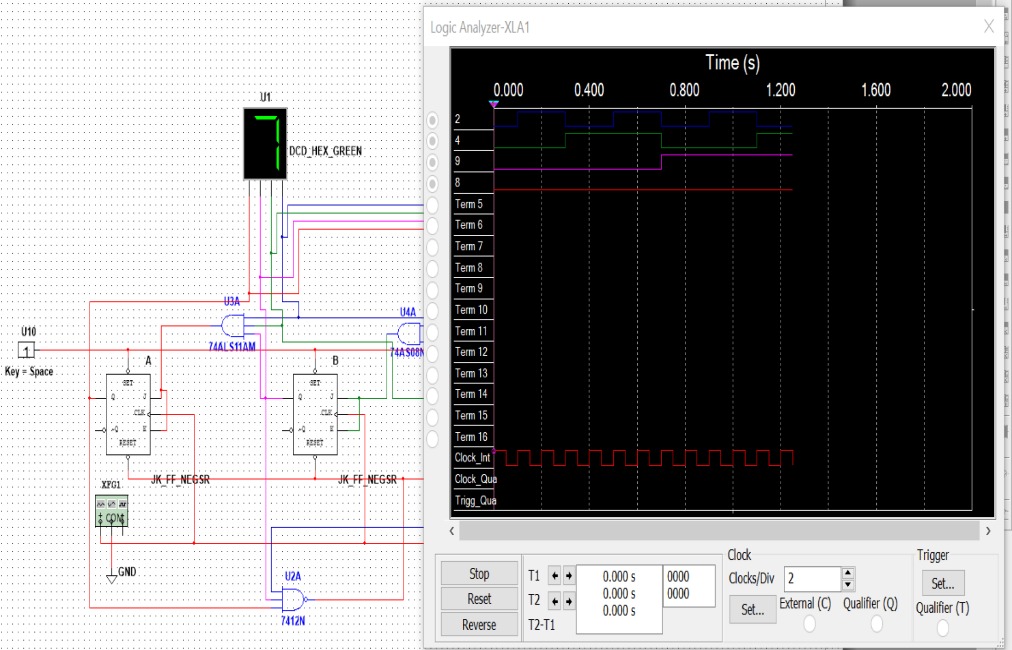 Logic Analyzer-XLA1
X
Time (s)
0.000 0.400 0.800 1.200 1.600 2.000
2
4
9
8
Term 5
Term 6
Term 7
Term 8
Term 9
Term 10
Term 11
Term 12
Term 13
Term 14
Term 15
Term 16
Clock_Int
Clock_Qua
Trigg_Qua
U1
7
DCD_HEX_GREEN
U3A
74ALS11AM
U4A
74AS08N
U10
1
Key = Space
A
SET
Q J
CLK
~Q K
RESET
JK_FF_NEGSR
B
SET
Q J
CLK
~Q K
RESET
JK_FF_NEGSR
XFG1
COM
GND
U2A
7412N
Stop
Reset
Reverse
T1
T2
T2-T1
0.000 s
0.000 s
0.000 s
0000
0000
Clock
Clocks/Div 2
Set...
External (C) Qualifier (Q)
Trigger
Set...
Qualifier (T)